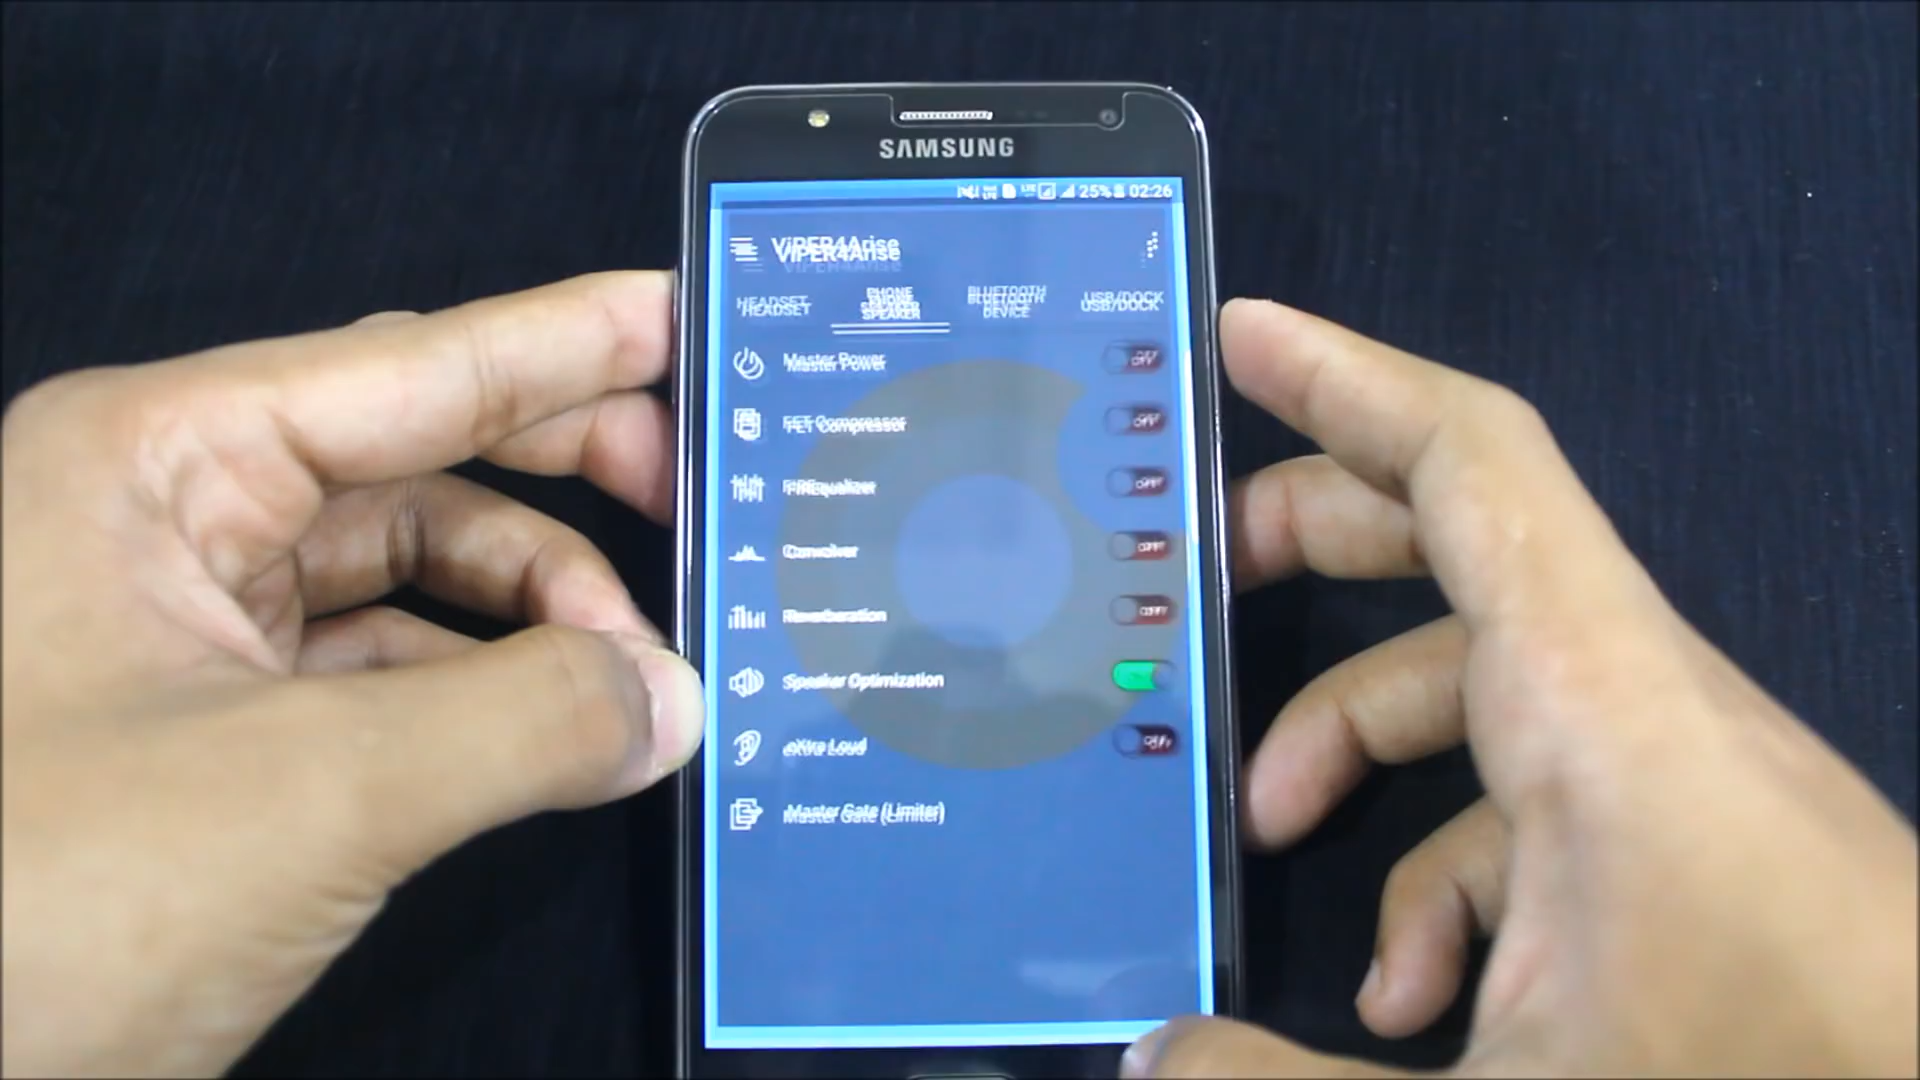 SAMSUNG
LTE 25% 02:26
ViPER4Arise
HEADSET
PHONE SPEAKER
BLUETOOTH DEVICE
USB/DOCK
Master Power OFF
FET Compressor OFF
FIREqualizer OFF
Convolver OFF
Reverberation OFF
Speaker Optimization
eXtra Loud OFF
Master Gate (Limiter)